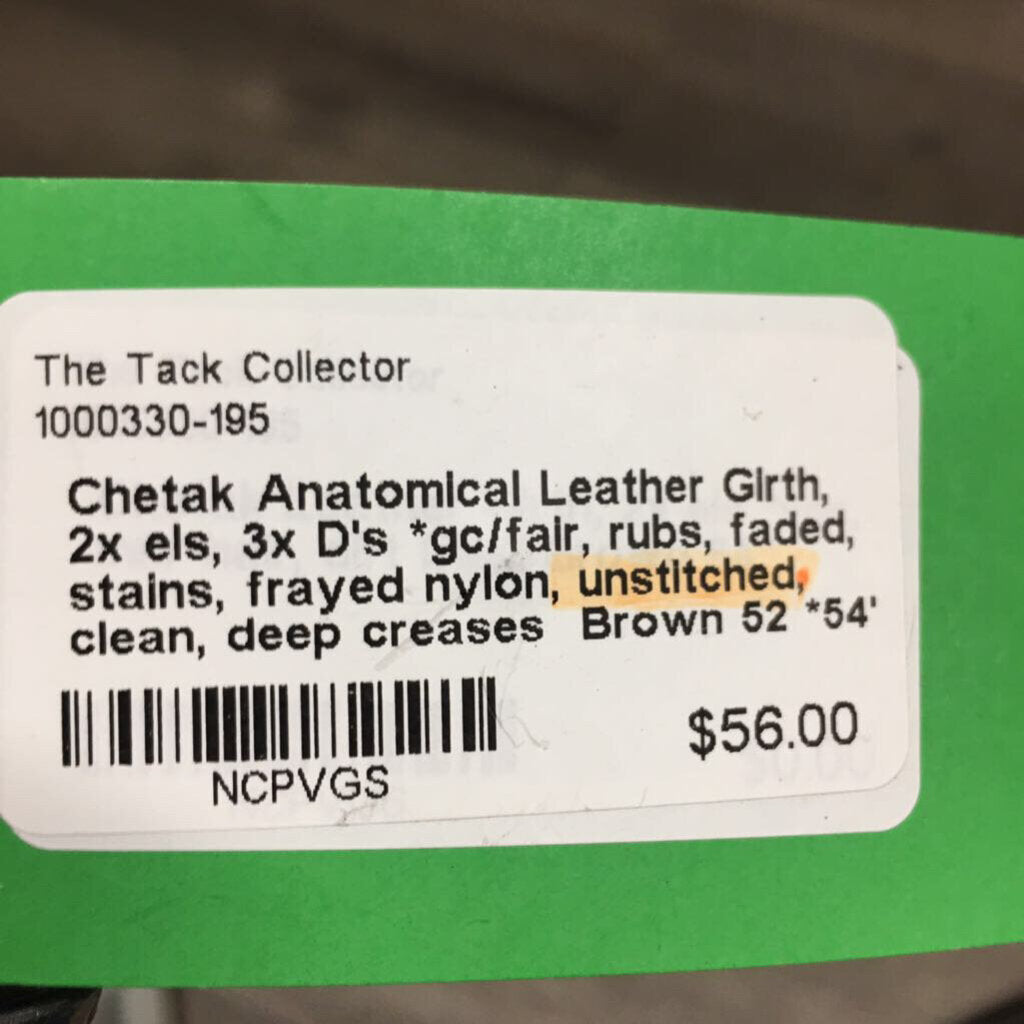 The Tack Collector
1000330-195
Chetak Anatomical Leather Girth,
2x els, 3x D's *gc/fair, rubs, faded,
stains, frayed nylon, unstitched,
clean, deep creases Brown 52 *54'
NCPVGS
$56.00